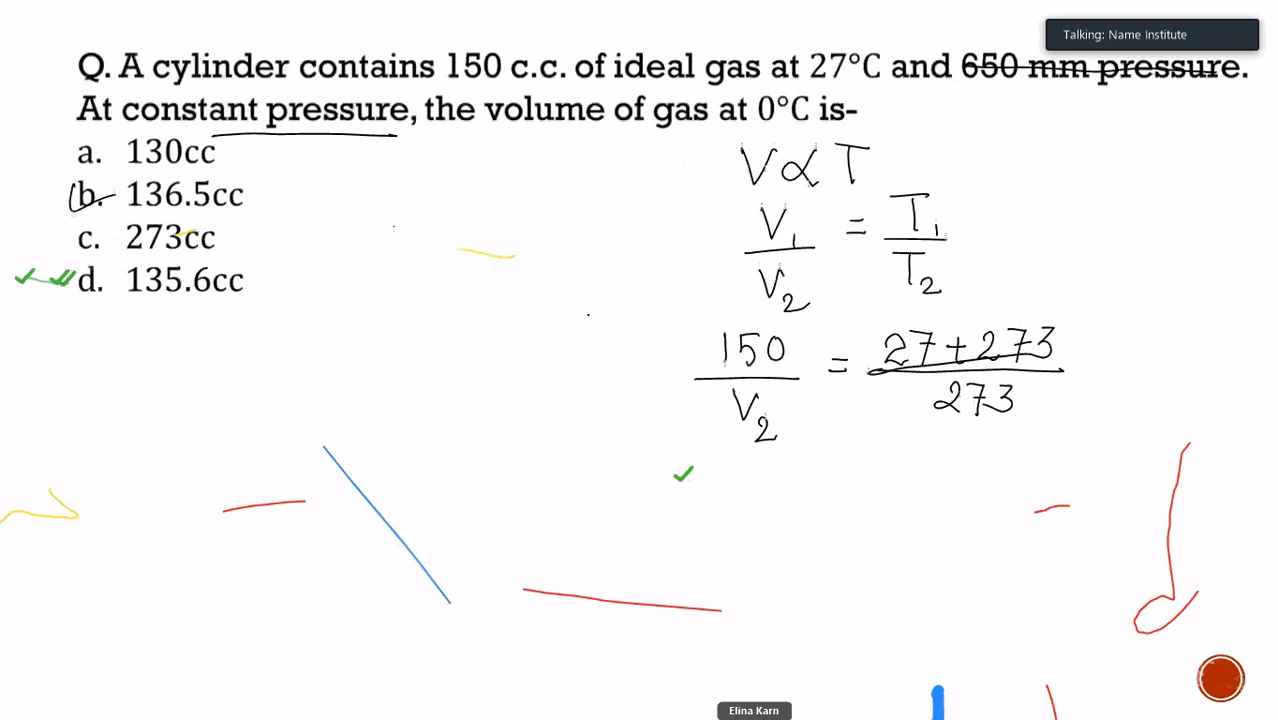 Talking: Name Institute
Q. A cylinder contains 150 c.c. of ideal gas at 27°C and 650 mm pressure.
At constant pressure, the volume of gas at 0°C is-
a. 130cc
b. 136.5cc
c. 273cc
d. 135.6cc
V∝T
V₁/V₂ = T₁/T₂
150/V₂ = 27+273/273
Elina Karn